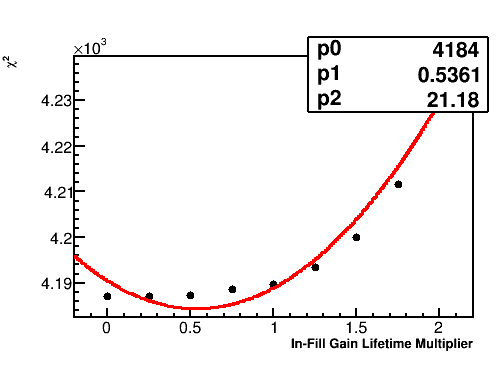 ×10³
χ²
p0 4184
p1 0.5361
p2 21.18
4.23
4.22
4.21
4.2
4.19
0 0.5 1 1.5 2
In-Fill Gain Lifetime Multiplier